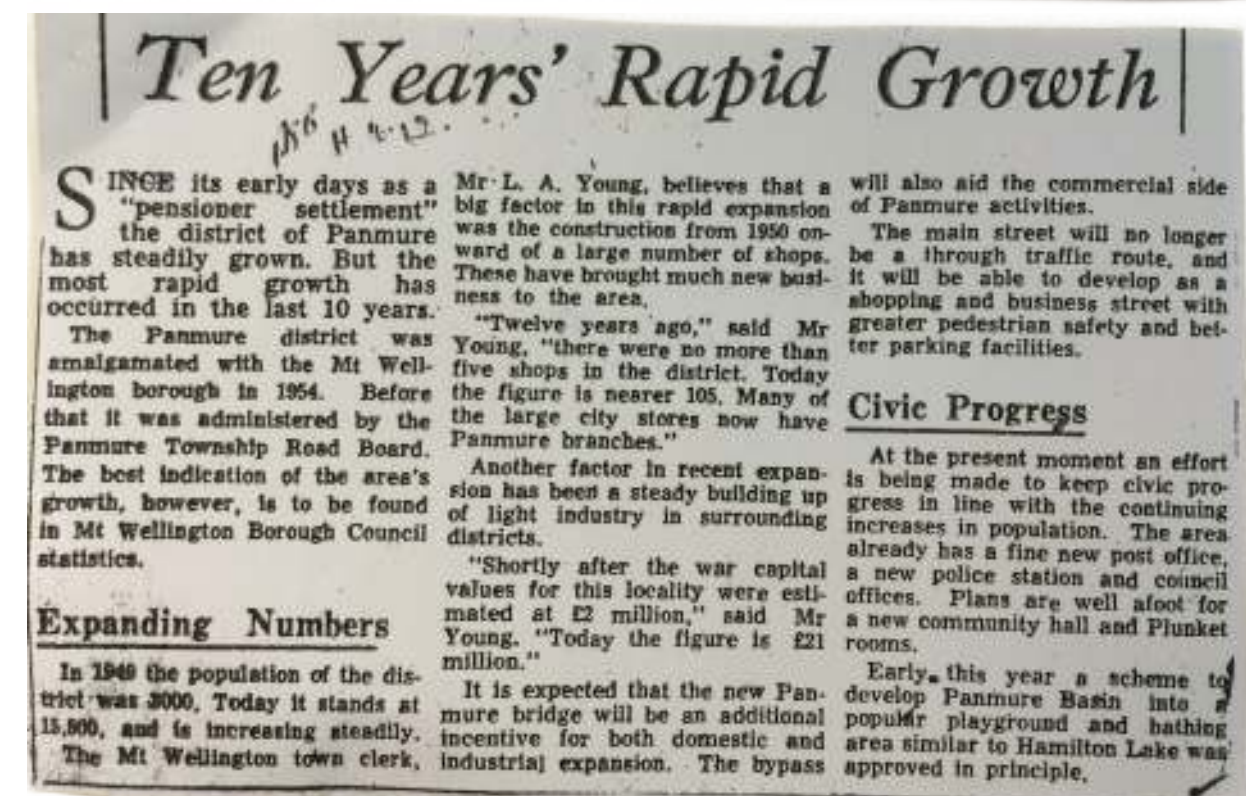 Ten Years' Rapid Growth
SINCE its early days as a
"pensioner settlement"
the district of Panmure
has steadily grown. But the
most rapid growth has
occurred in the last 10 years.
The Panmure district was
amalgamated with the Mt Well-
ington borough in 1954. Before
that it was administered by the
Panmure Township Road Board.
The best indication of the area's
growth, however, is to be found
in Mt Wellington Borough Council
statistics.
Expanding Numbers
In 1949 the population of the dis-
trict was 3000. Today it stands at
15,800, and is increasing steadily.
The Mt Wellington town clerk,
Mr L. A. Young, believes that a
big factor in this rapid expansion
was the construction from 1950 on-
ward of a large number of shops.
These have brought much new busi-
ness to the area.
"Twelve years ago," said Mr
Young, "there were no more than
five shops in the district. Today
the figure is nearer 105. Many of
the large city stores now have
Panmure branches."
Another factor in recent expan-
sion has been a steady building up
of light industry in surrounding
districts.
"Shortly after the war capital
values for this locality were esti-
mated at £2 million," said Mr
Young. "Today the figure is £21
million."
It is expected that the new Pan-
mure bridge will be an additional
incentive for both domestic and
industrial expansion. The bypass
will also aid the commercial side
of Panmure activities.
The main street will no longer
be a through traffic route, and
it will be able to develop as a
shopping and business street with
greater pedestrian safety and bet-
ter parking facilities.
Civic Progress
At the present moment an effort
is being made to keep civic pro-
gress in line with the continuing
increases in population. The area
already has a fine new post office,
a new police station and council
offices. Plans are well afoot for
a new community hall and Plunket
rooms.
Early this year a scheme to
develop Panmure Basin into a
popular playground and bathing
area similar to Hamilton Lake was
approved in principle.